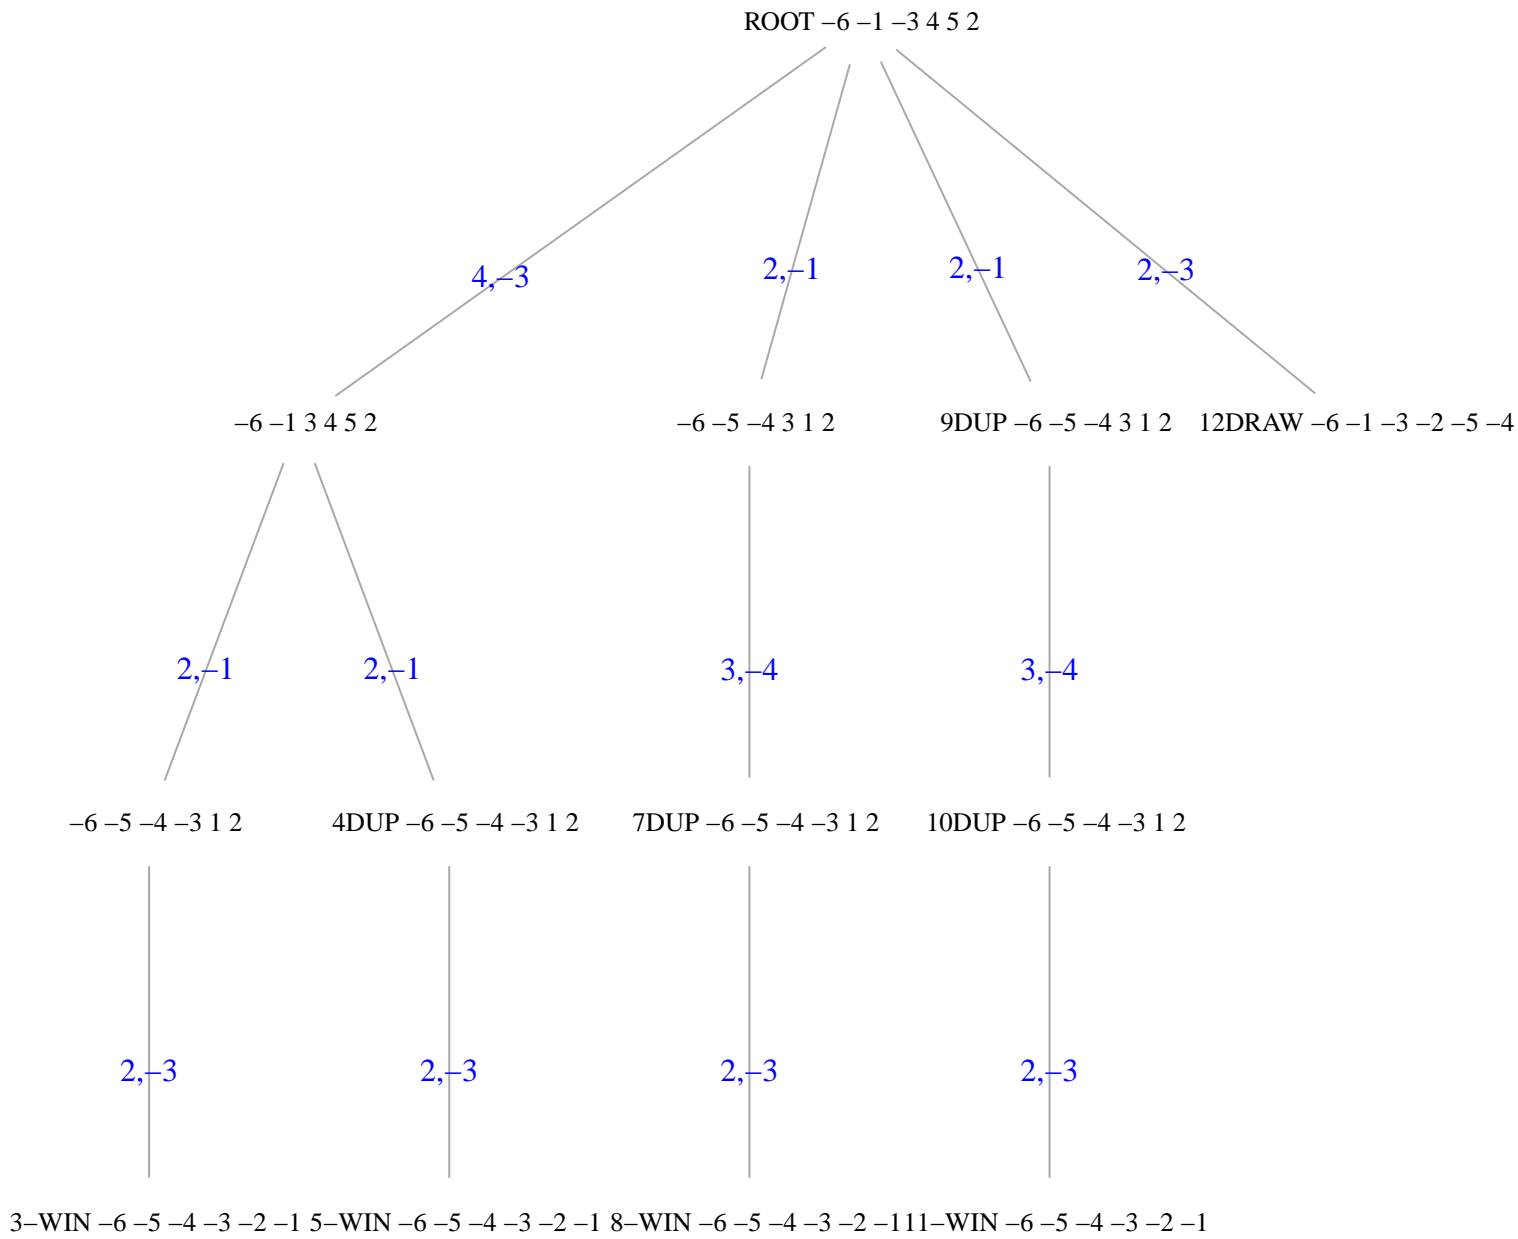 ROOT –6 –1 –3 4 5 2
4,–3 2,–1 2,–1 2,–3
–6 –1 3 4 5 2 –6 –5 –4 3 1 2 9DUP –6 –5 –4 3 1 2 12DRAW –6 –1 –3 –2 –5 –4
2,–1 2,–1 3,–4 3,–4
–6 –5 –4 –3 1 2 4DUP –6 –5 –4 –3 1 2 7DUP –6 –5 –4 –3 1 2 10DUP –6 –5 –4 –3 1 2
2,–3 2,–3 2,–3 2,–3
3–WIN –6 –5 –4 –3 –2 –1 5–WIN –6 –5 –4 –3 –2 –1 8–WIN –6 –5 –4 –3 –2 –111–WIN –6 –5 –4 –3 –2 –1